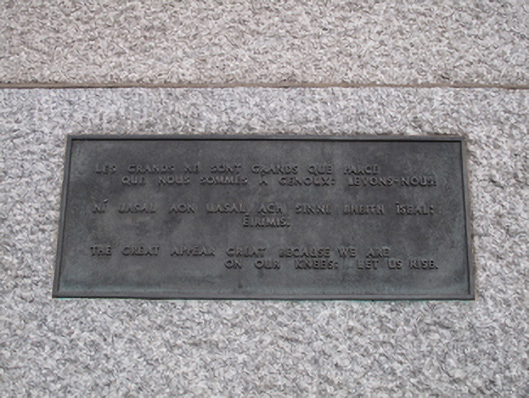 LES GRANDS NE SONT GRANDS QUE PARCE
QUE NOUS SOMMES À GENOUX: LEVONS-NOUS!
NÍ UASAL AON UASAL ACH SINNE BHEITH ÍSEAL:
ÉIRIMIS.
THE GREAT APPEAR GREAT BECAUSE WE ARE
ON OUR KNEES: LET US RISE.